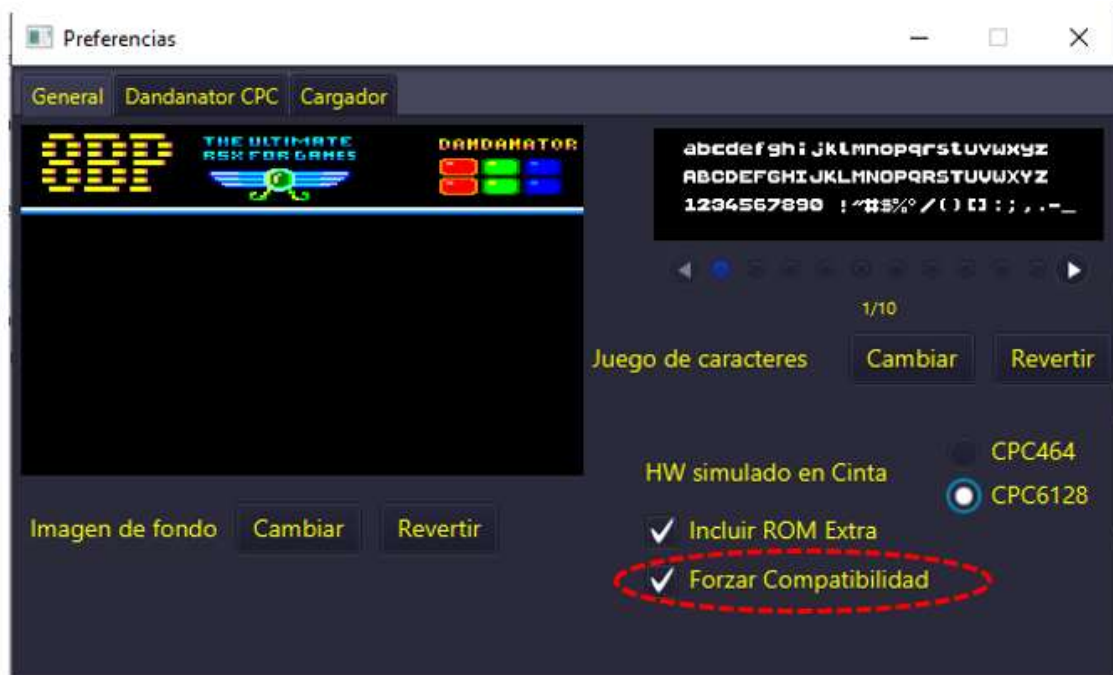 Preferencias
General Dandanator CPC Cargador
8BP
THE ULTIMATE
RSX FOR GAMES
DANDANATOR
abcdefghijklmnopqrstuvwxyz
ABCDEFGHIJKLMNOPQRSTUVWXYZ
1234567890 !"#$%º/()[]:;,.-_
1/10
Juego de caracteres Cambiar Revertir
HW simulado en Cinta
CPC464
CPC6128
Imagen de fondo Cambiar Revertir
Incluir ROM Extra
Forzar Compatibilidad